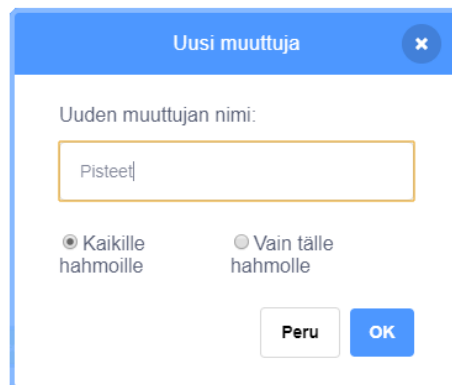 Uusi muuttuja
Uuden muuttujan nimi:
Pisteet
Kaikille Vain tälle
hahmoille hahmolle
Peru OK